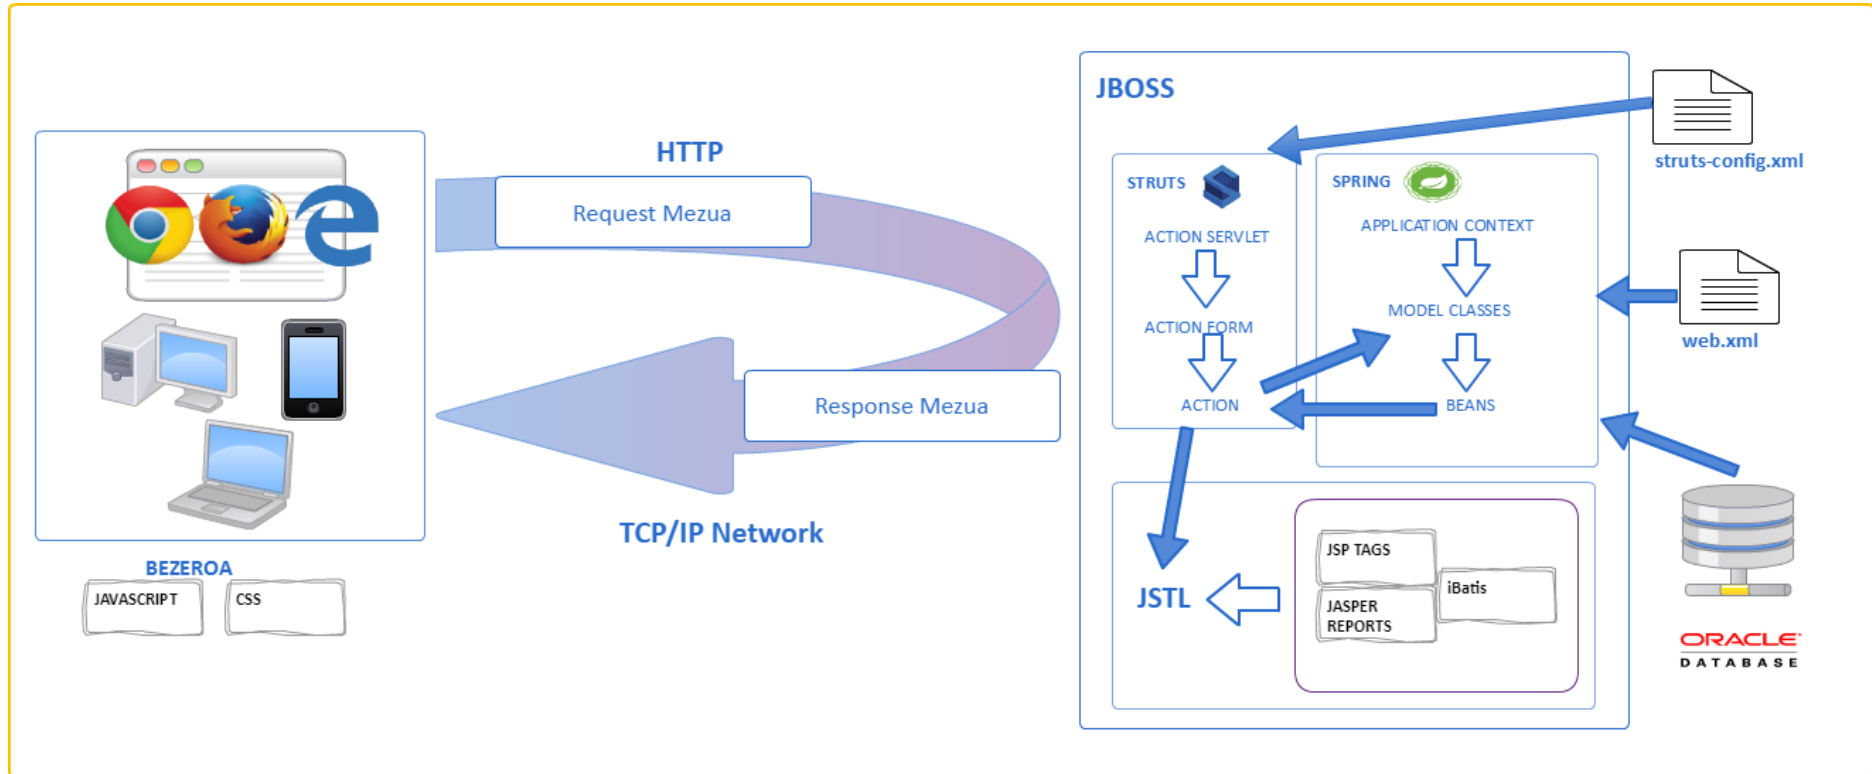 BEZEROA
JAVASCRIPT
CSS
HTTP
Request Mezua
Response Mezua
TCP/IP Network
JBOSS
STRUTS
ACTION SERVLET
ACTION FORM
ACTION
SPRING
APPLICATION CONTEXT
MODEL CLASSES
BEANS
JSTL
JSP TAGS
JASPER
REPORTS
iBatis
struts-config.xml
web.xml
ORACLE
DATABASE